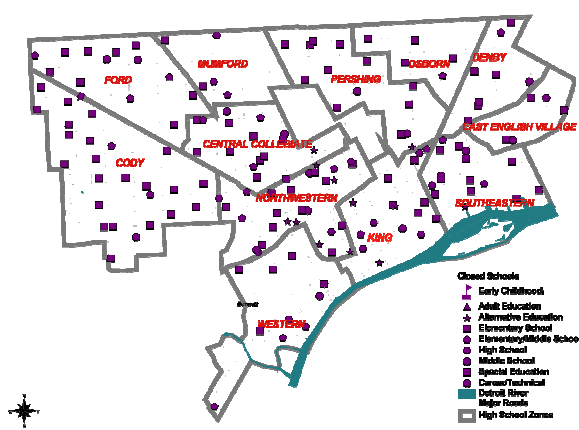 DENBY
MUMFORD
OSBORN
FORD
PERSHING
EAST ENGLISH VILLAGE
CENTRAL COLLEGIATE
CODY
NORTHWESTERN
SOUTHEASTERN
KING
WESTERN
Closed Schools
Early Childhood
Adult Education
Alternative Education
Elementary School
Elementary/Middle Schoo
High School
Middle School
Special Education
Career/Technical
Detroit River
Major Roads
High School Zones